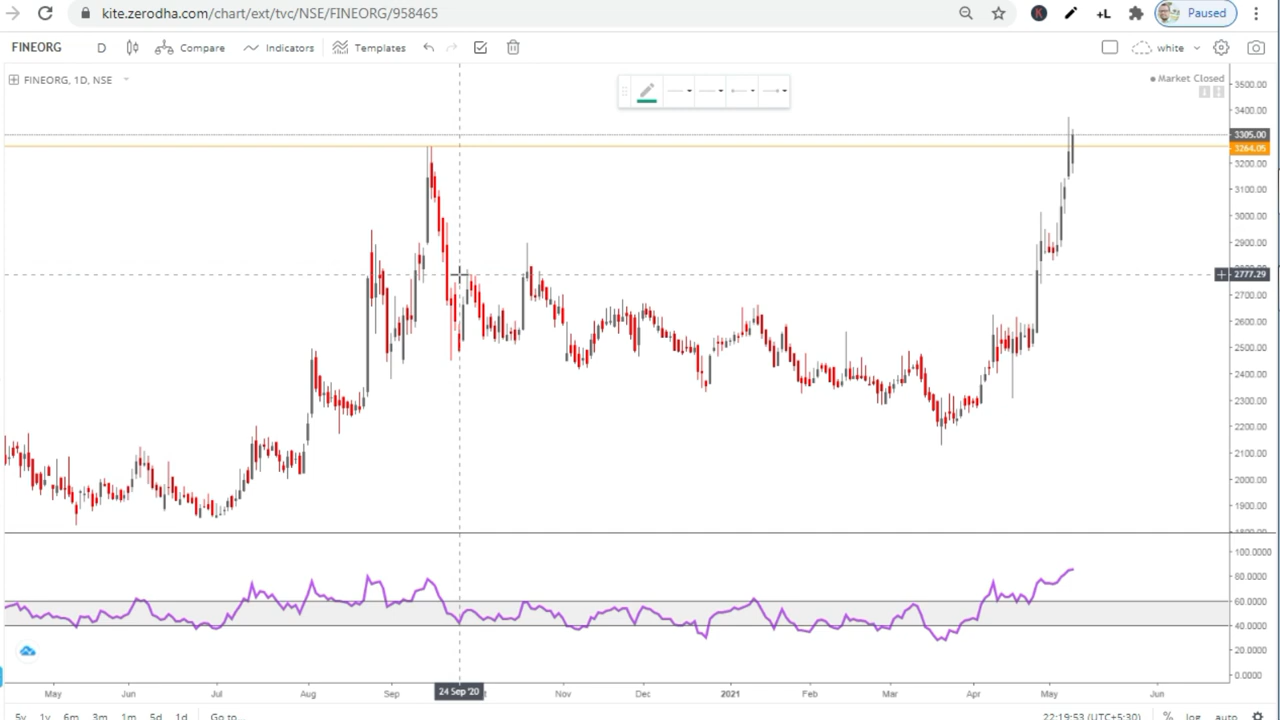 kite.zerodha.com/chart/ext/tvc/NSE/FINEORG/958465
K
+L
Paused
FINEORG
D
Compare
Indicators
Templates
white
FINEORG, 1D, NSE
Market Closed
3500.00
3400.00
3305.00
3264.05
3200.00
3100.00
3000.00
2900.00
2777.29
2700.00
2600.00
2500.00
2400.00
2300.00
2200.00
2100.00
2000.00
1900.00
1800.00
100.0000
80.0000
60.0000
40.0000
20.0000
0.0000
May
Jun
Jul
Aug
Sep
24 Sep '20
Nov
Dec
2021
Feb
Mar
Apr
May
Jun
5y
1y
6m
3m
1m
5d
1d
Go to...
22:19:53 (UTC+5:30)
%
log
auto